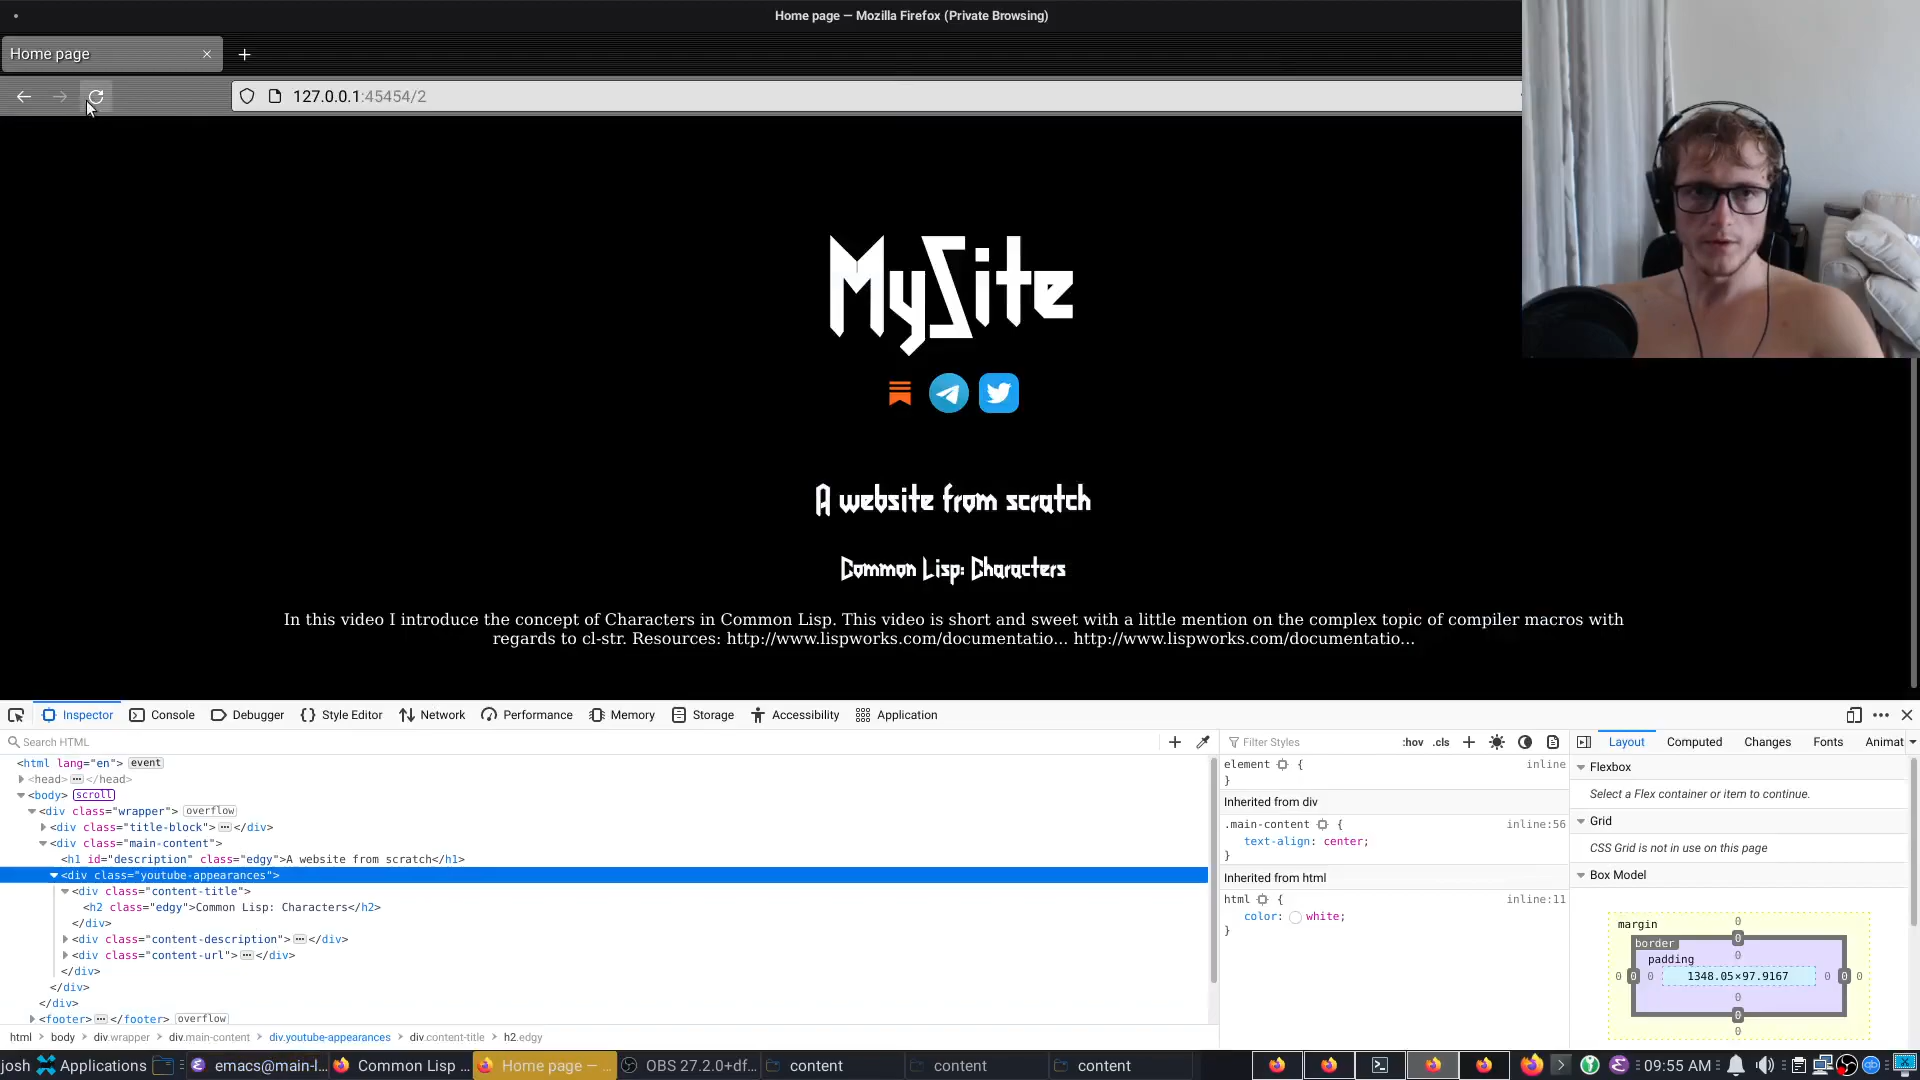 Home page — Mozilla Firefox (Private Browsing)
Home page
127.0.0.1:45454/2
MySite
A website from scratch
Common Lisp: Characters
In this video I introduce the concept of Characters in Common Lisp. This video is short and sweet with a little mention on the complex topic of compiler macros with
regards to cl-str. Resources: http://www.lispworks.com/documentatio... http://www.lispworks.com/documentatio...
Inspector Console Debugger Style Editor Network Performance Memory Storage Accessibility Application
Search HTML
Filter Styles :hov .cls
Layout Computed Changes Fonts Animat
<html lang="en"> event
<head> ... </head>
<body> scroll
<div class="wrapper"> overflow
<div class="title-block"> ... </div>
<div class="main-content">
<h1 id="description" class="edgy">A website from scratch</h1>
<div class="youtube-appearances">
<div class="content-title">
<h2 class="edgy">Common Lisp: Characters</h2>
</div>
<div class="content-description"> ... </div>
<div class="content-url"> ... </div>
</div>
</div>
</div>
<footer> ... </footer> overflow
element { inline
}
Inherited from div
.main-content { inline:56
text-align: center;
}
Inherited from html
html { inline:11
color: white;
}
Flexbox
Select a Flex container or item to continue.
Grid
CSS Grid is not in use on this page
Box Model
margin 0
border 0
padding 0
0 0 0 1348.05×97.9167 0 0 0
0
0
0
html > body > div.wrapper > div.main-content > div.youtube-appearances > div.content-title > h2.edgy
josh Applications emacs@main-l... Common Lisp ... Home page — ... OBS 27.2.0+df... content content content 09:55 AM